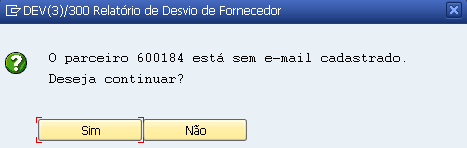 DEV(3)/300 Relatório de Desvio de Fornecedor
O parceiro 600184 está sem e-mail cadastrado.
Deseja continuar?
Sim
Não